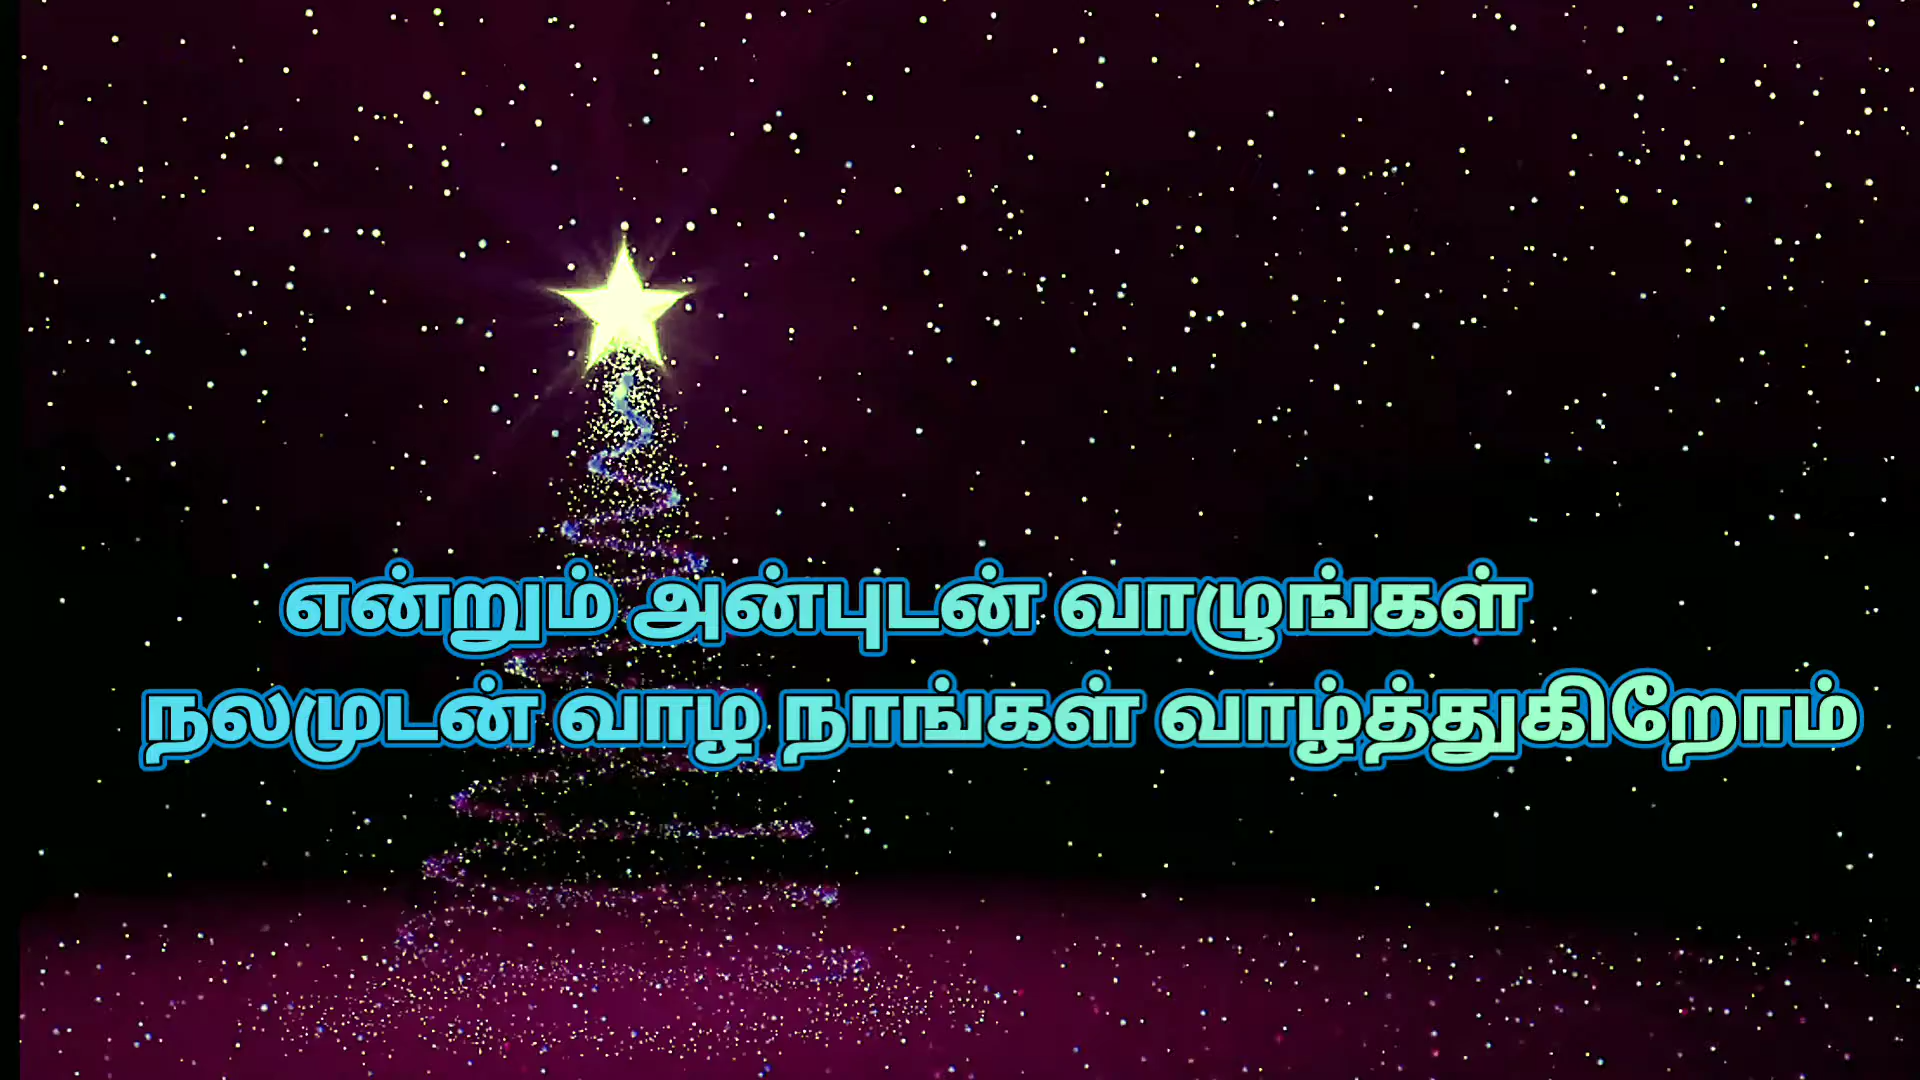 என்றும் அன்புடன் வாழுங்கள்
நலமுடன் வாழ நாங்கள் வாழ்த்துகிறோம்